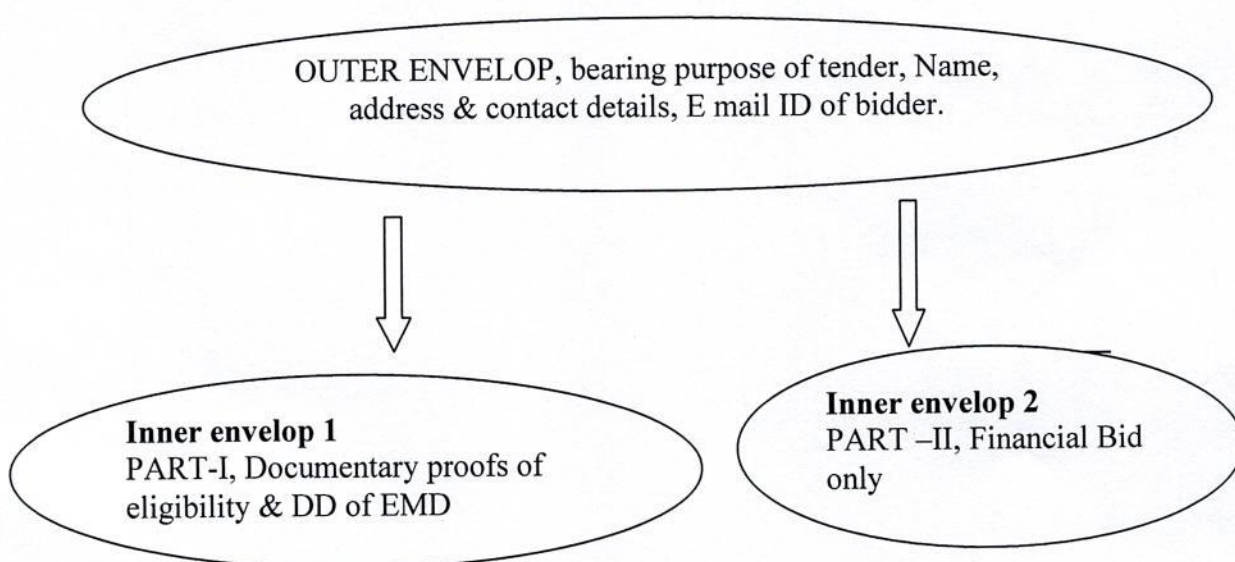 OUTER ENVELOP, bearing purpose of tender, Name,
address & contact details, E mail ID of bidder.
Inner envelop 1
PART-I, Documentary proofs of
eligibility & DD of EMD
Inner envelop 2
PART –II, Financial Bid
only